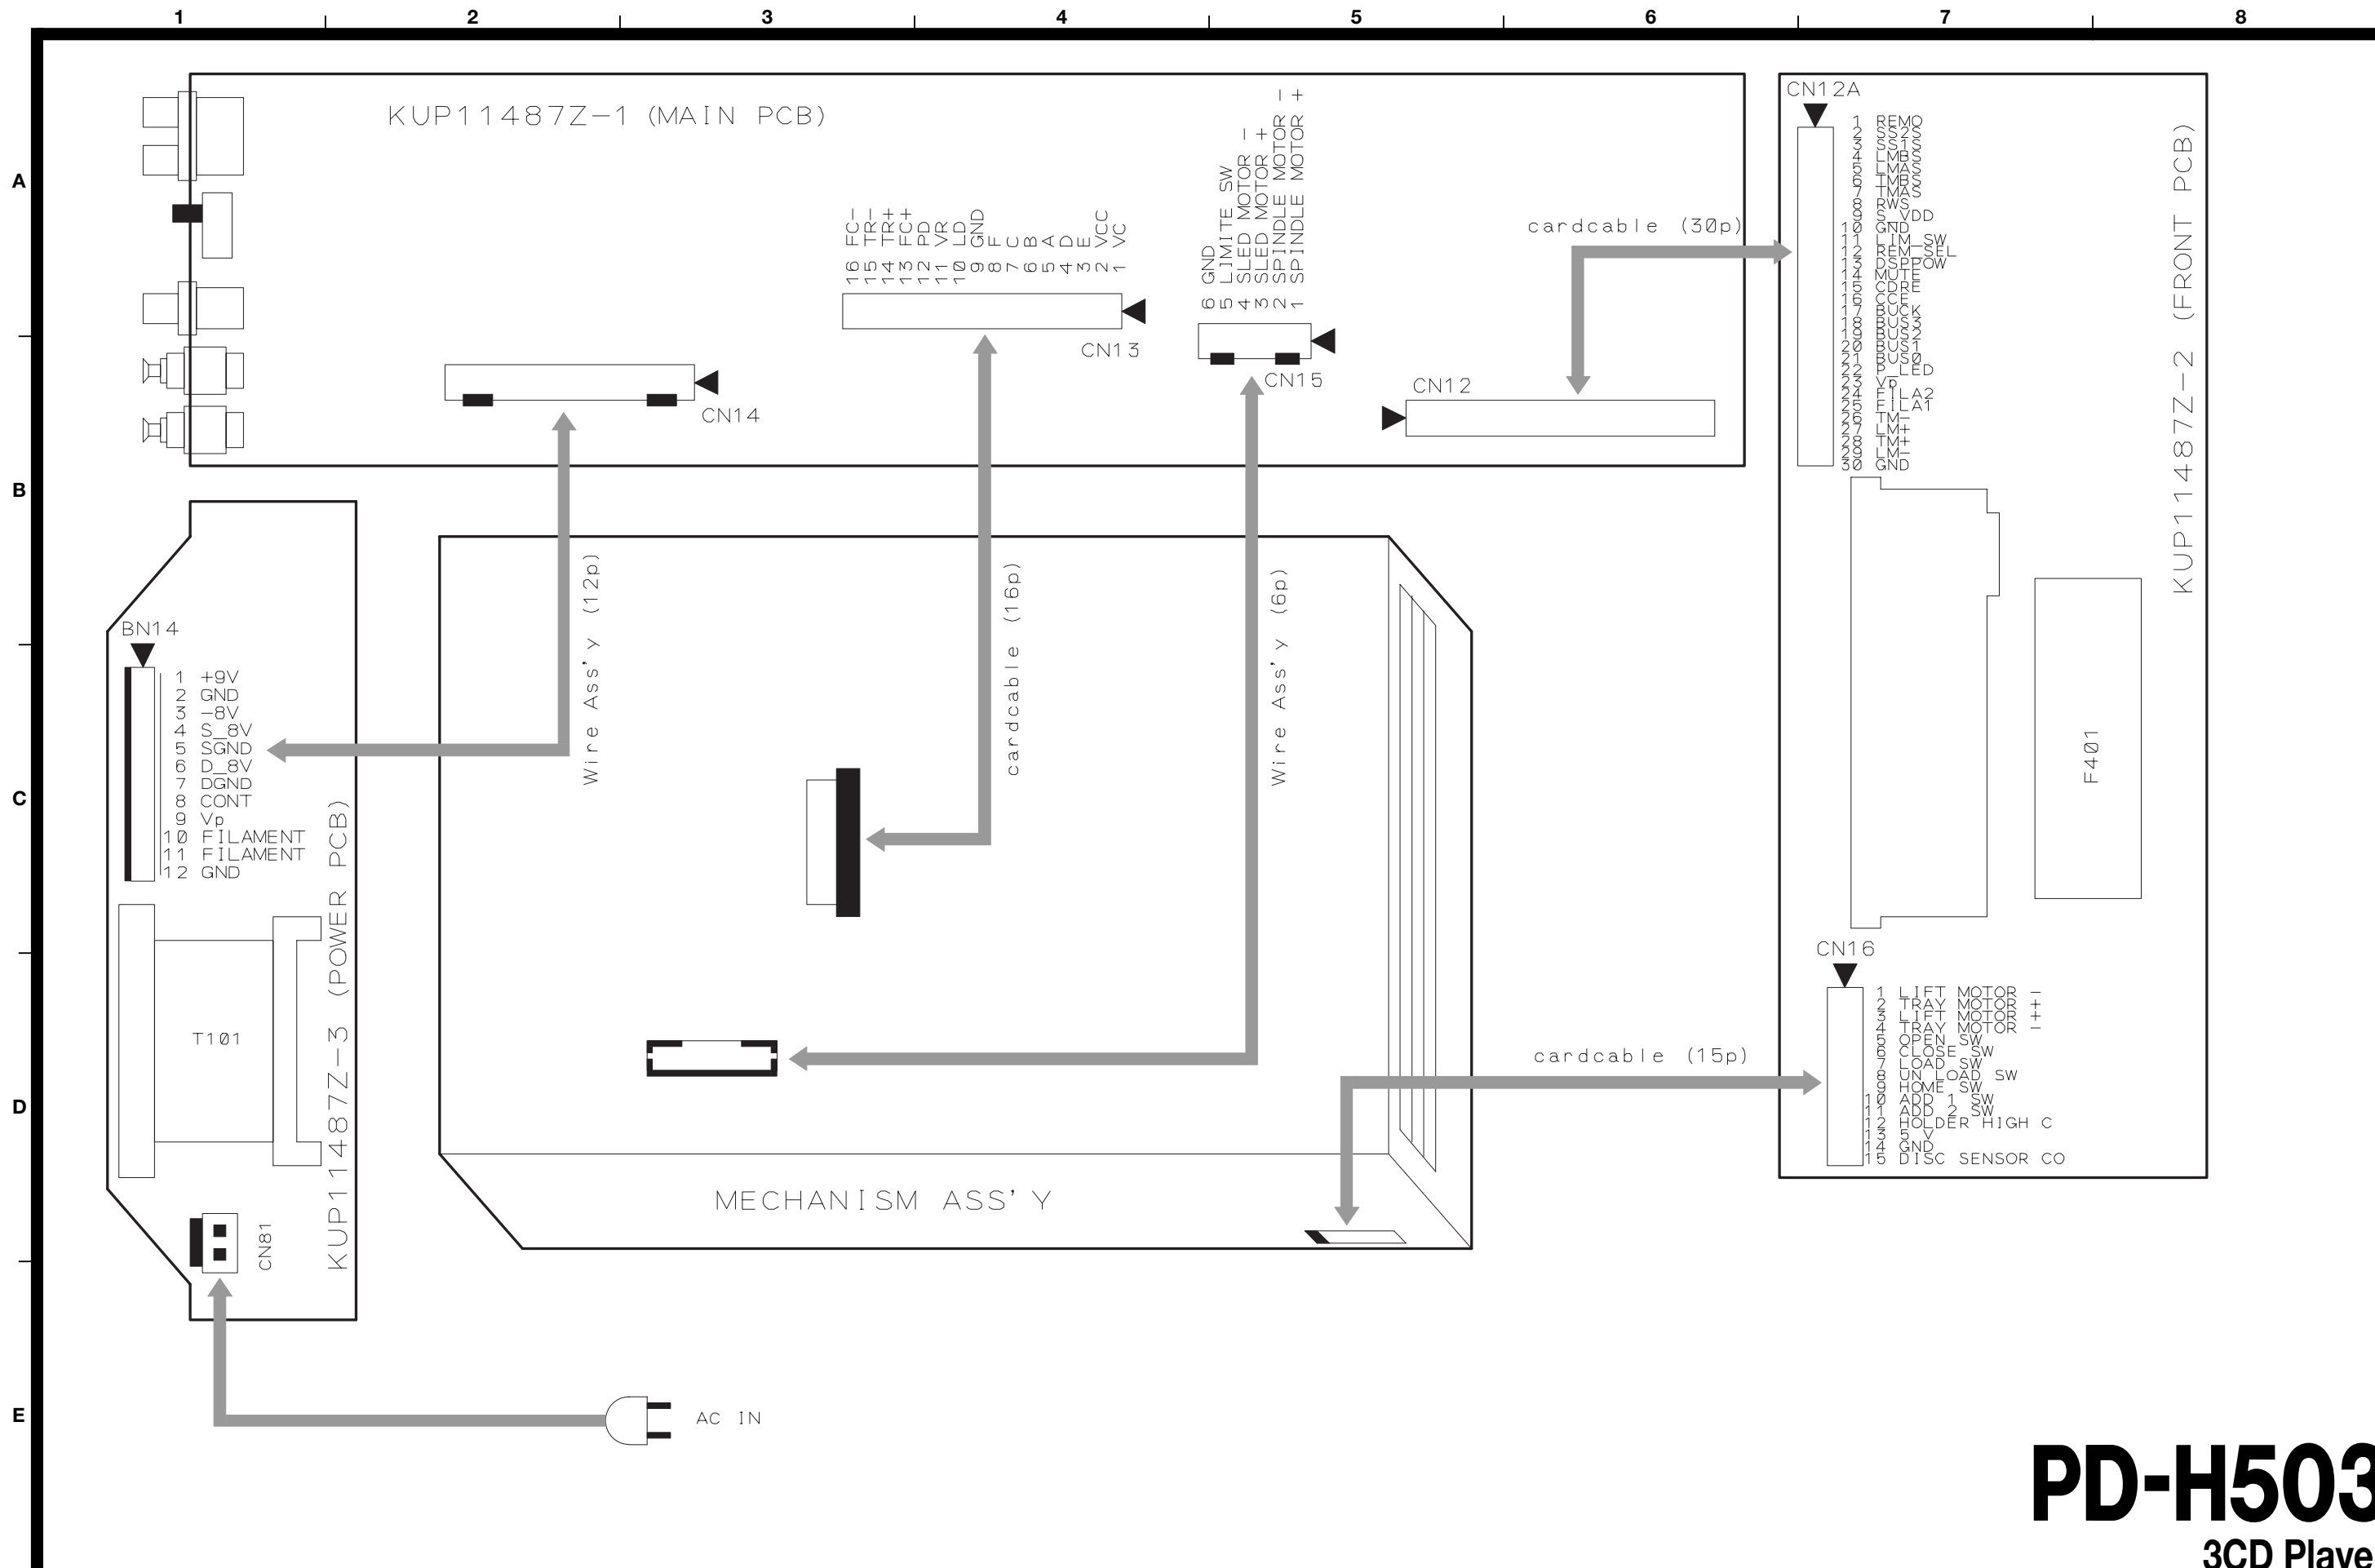 1 2 3 4 5 6 7 8
A
B
C
D
E
KUP11487Z-1 (MAIN PCB)
16 FC-
15 TR-
14 TR+
13 FC+
12 PD
11 VR
10 LD
9 GND
8 F
7 C
6 B
5 A
4 D
3 E
2 VCC
1 VC
CN13
6 GND
5 LIMITE SW
4 SLED MOTOR -
3 SLED MOTOR +
2 SPINDLE MOTOR -
1 SPINDLE MOTOR +
CN15
CN14
CN12
cardcable (30p)
CN12A
1 REMO
2 SS2S
3 SS1S
4 LMBS
5 LMAS
6 TMBS
7 TMAS
8 RWS
9 S_VDD
10 GND
11 LIM_SW
12 REM_SEL
13 DSPPOW
14 MUTE
15 CDRE
16 CCE
17 BUCK
18 BUS3
19 BUS2
20 BUS1
21 BUS0
22 P_LED
23 Vp
24 FILA2
25 FILA1
26 TM-
27 LM+
28 TM+
29 LM-
30 GND
KUP11487Z-2 (FRONT PCB)
F401
BN14
1 +9V
2 GND
3 -8V
4 S_8V
5 SGND
6 D_8V
7 DGND
8 CONT
9 Vp
10 FILAMENT
11 FILAMENT
12 GND
KUP11487Z-3 (POWER PCB)
T101
CN81
Wire Ass'y (12p)
cardcable (16p)
Wire Ass'y (6p)
MECHANISM ASS'Y
cardcable (15p)
CN16
1 LIFT MOTOR -
2 TRAY MOTOR +
3 LIFT MOTOR +
4 TRAY MOTOR -
5 OPEN SW
6 CLOSE SW
7 LOAD SW
8 UN LOAD SW
9 HOME SW
10 ADD 1 SW
11 ADD 2 SW
12 HOLDER HIGH C
13 5 V
14 GND
15 DISC SENSOR CO
AC IN
PD-H503
3CD Playe